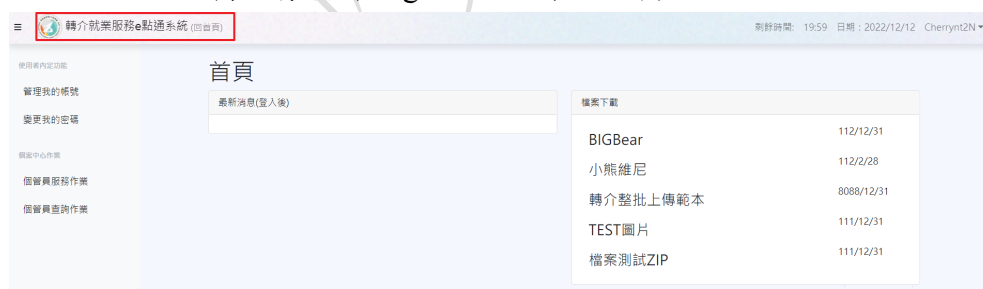 ≡ 轉介就業服務e點通系統 (回首頁) 剩餘時間: 19:59 日期：2022/12/12 Cherrynt2N
使用者內定功能
管理我的帳號
變更我的密碼
個案中心作業
個管員服務作業
個管員查詢作業
首頁
最新消息(登入後)
檔案下載
BIGBear 112/12/31
小熊維尼 112/2/28
轉介整批上傳範本 8088/12/31
TEST圖片 111/12/31
檔案測試ZIP 111/12/31